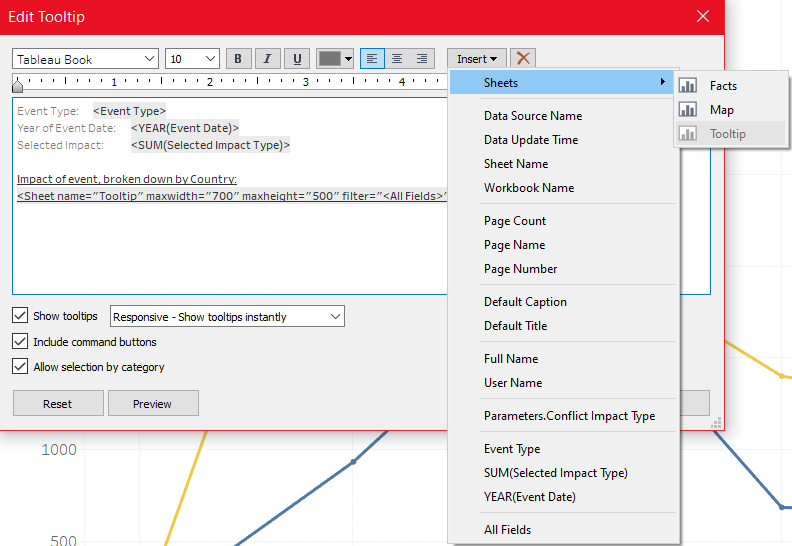 Edit Tooltip
Tableau Book 10 B I U Insert
1 2 3 4
Event Type: <Event Type>
Year of Event Date: <YEAR(Event Date)>
Selected Impact: <SUM(Selected Impact Type)>
Impact of event, broken down by Country:
<Sheet name="Tooltip" maxwidth="700" maxheight="500" filter="<All Fields>"
Show tooltips Responsive - Show tooltips instantly
Include command buttons
Allow selection by category
Reset Preview
Sheets
Data Source Name
Data Update Time
Sheet Name
Workbook Name
Page Count
Page Name
Page Number
Default Caption
Default Title
Full Name
User Name
Parameters.Conflict Impact Type
Event Type
SUM(Selected Impact Type)
YEAR(Event Date)
All Fields
Facts
Map
Tooltip
1000
500